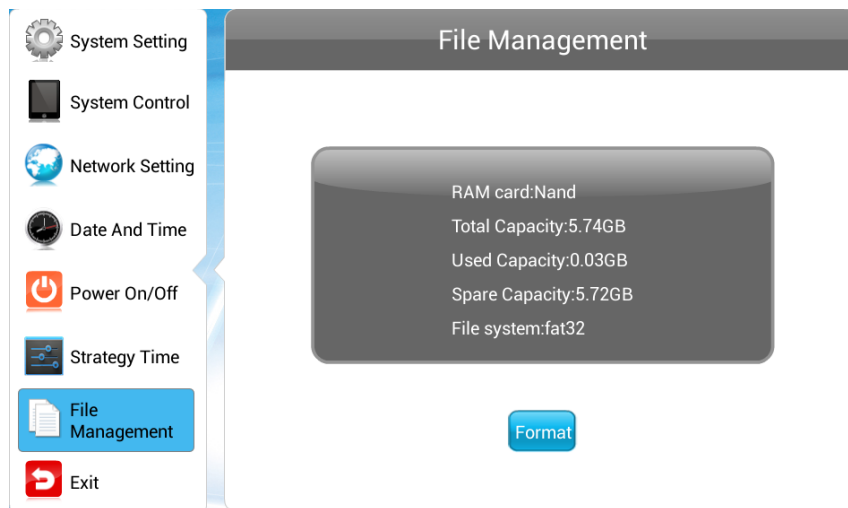 System Setting
System Control
Network Setting
Date And Time
Power On/Off
Strategy Time
File
Management
Exit
File Management
RAM card:Nand
Total Capacity:5.74GB
Used Capacity:0.03GB
Spare Capacity:5.72GB
File system:fat32
Format